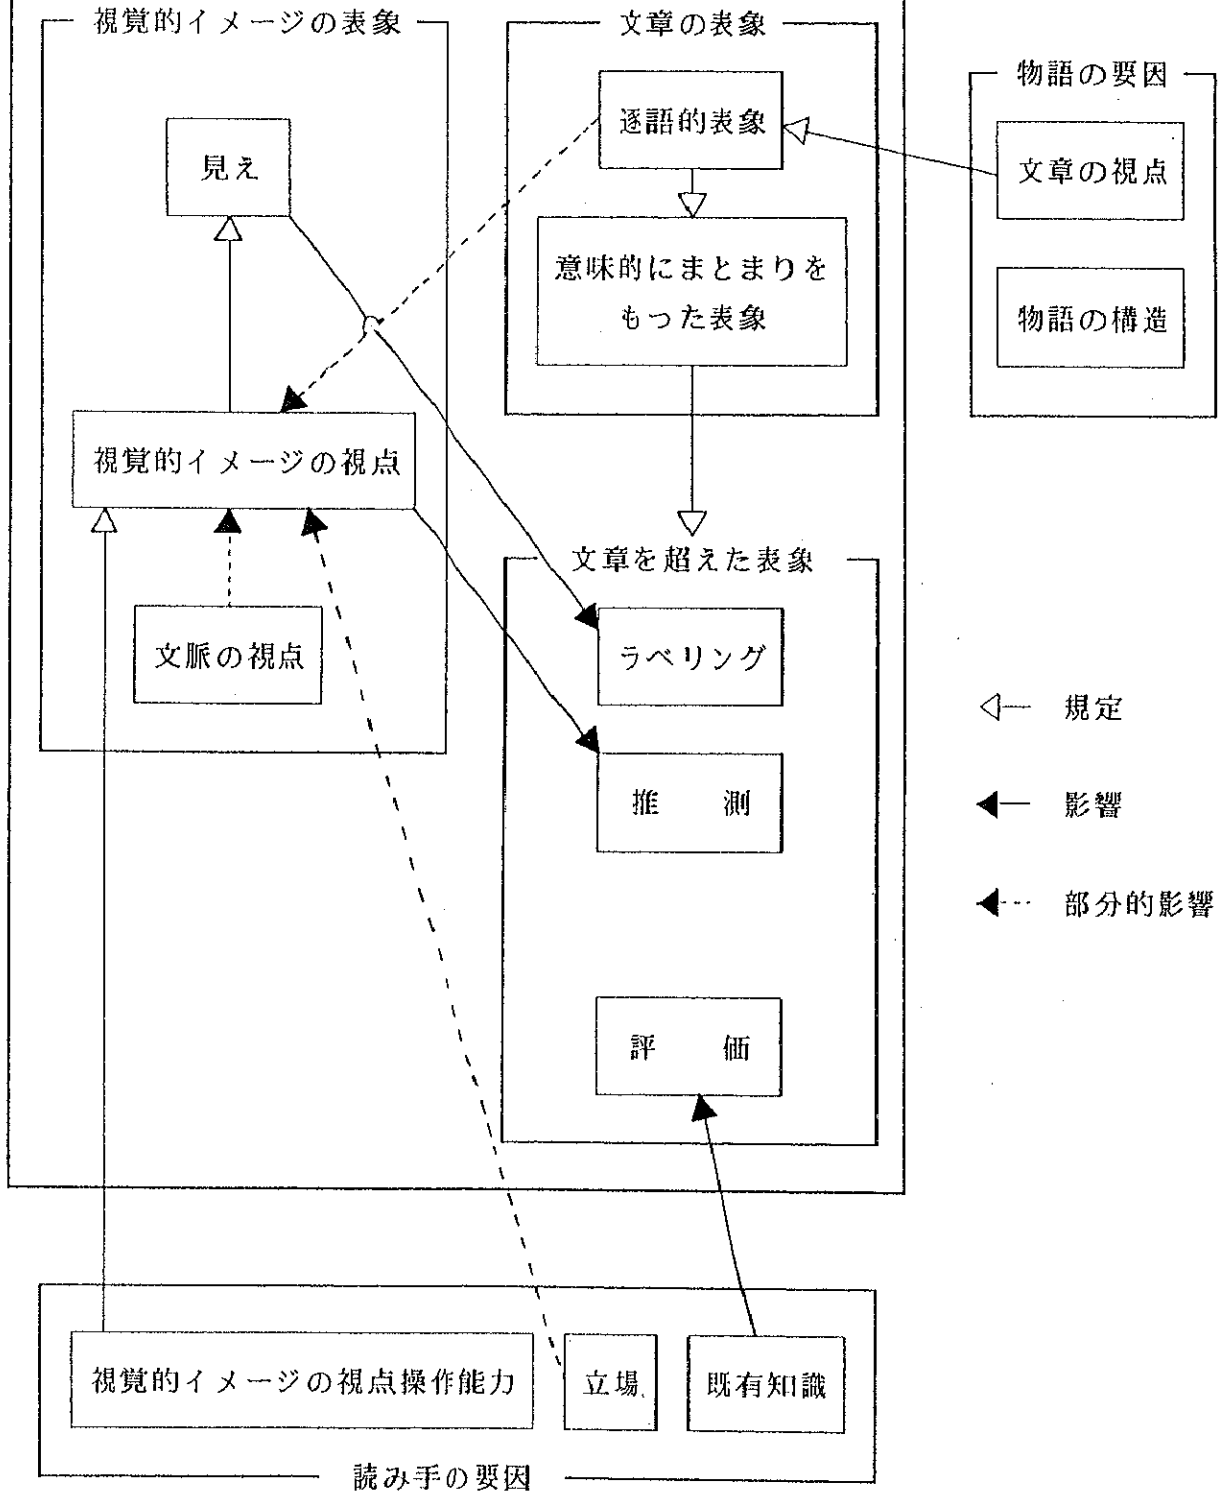 視覚的イメージの表象
見え
視覚的イメージの視点
文脈の視点
文章の表象
逐語的表象
意味的にまとまりを
もった表象
文章を超えた表象
ラベリング
推 測
評 価
物語の要因
文章の視点
物語の構造
規定
影響
部分的影響
視覚的イメージの視点操作能力
立場
既有知識
読み手の要因